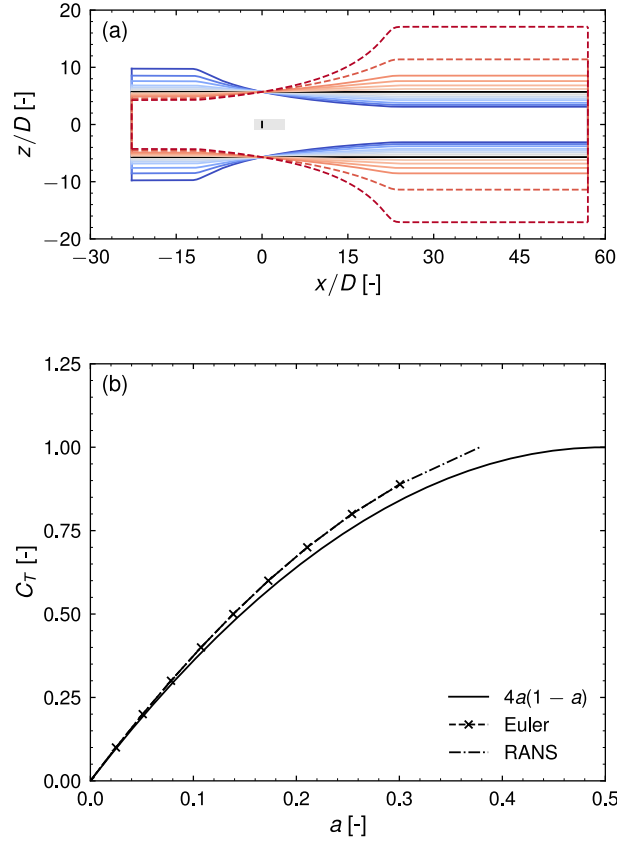 (a)
20
10
0
−10
−20
z/D [-]
−30 −15 0 15 30 45 60
x/D [-]
(b)
1.25
1.00
0.75
0.50
0.25
0.00
C_T [-]
4a(1 − a)
Euler
RANS
0.0 0.1 0.2 0.3 0.4 0.5
a [-]